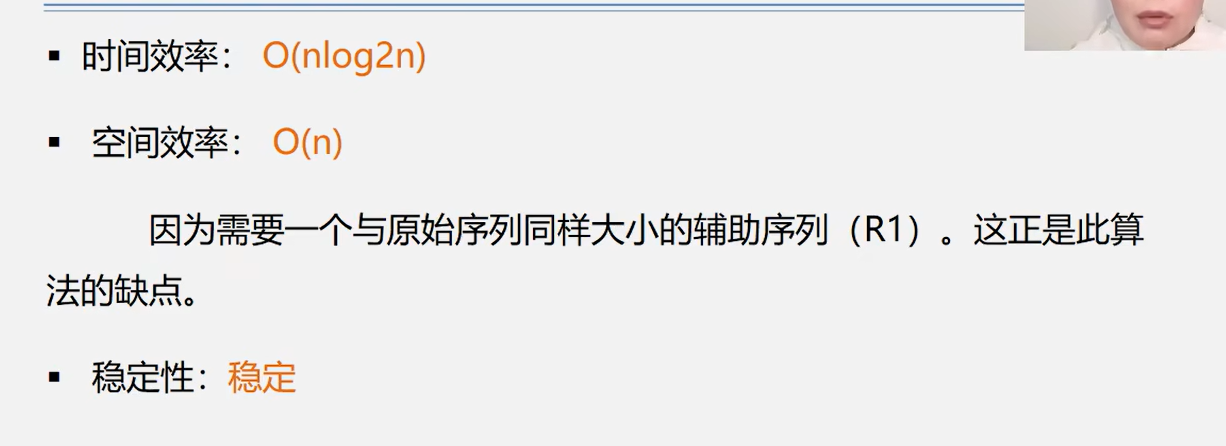 ▪ 时间效率： O(nlog2n)
▪ 空间效率： O(n)
因为需要一个与原始序列同样大小的辅助序列（R1）。这正是此算
法的缺点。
▪ 稳定性：稳定